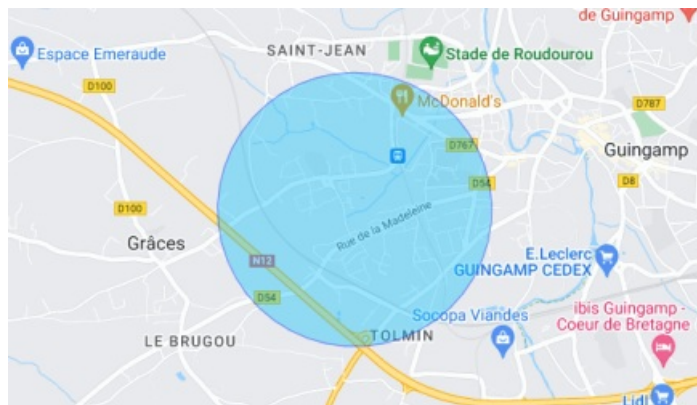 de Guingamp
SAINT-JEAN
Espace Emeraude
Stade de Roudourou
D100
McDonald's
D787
D767
Guingamp
D54
D8
D100
Rue de la Madeleine
Grâces
N12
E.Leclerc
GUINGAMP CEDEX
D54
ibis Guingamp -
Coeur de Bretagne
Socopa Viandes
TOLMIN
LE BRUGOU
Lidl